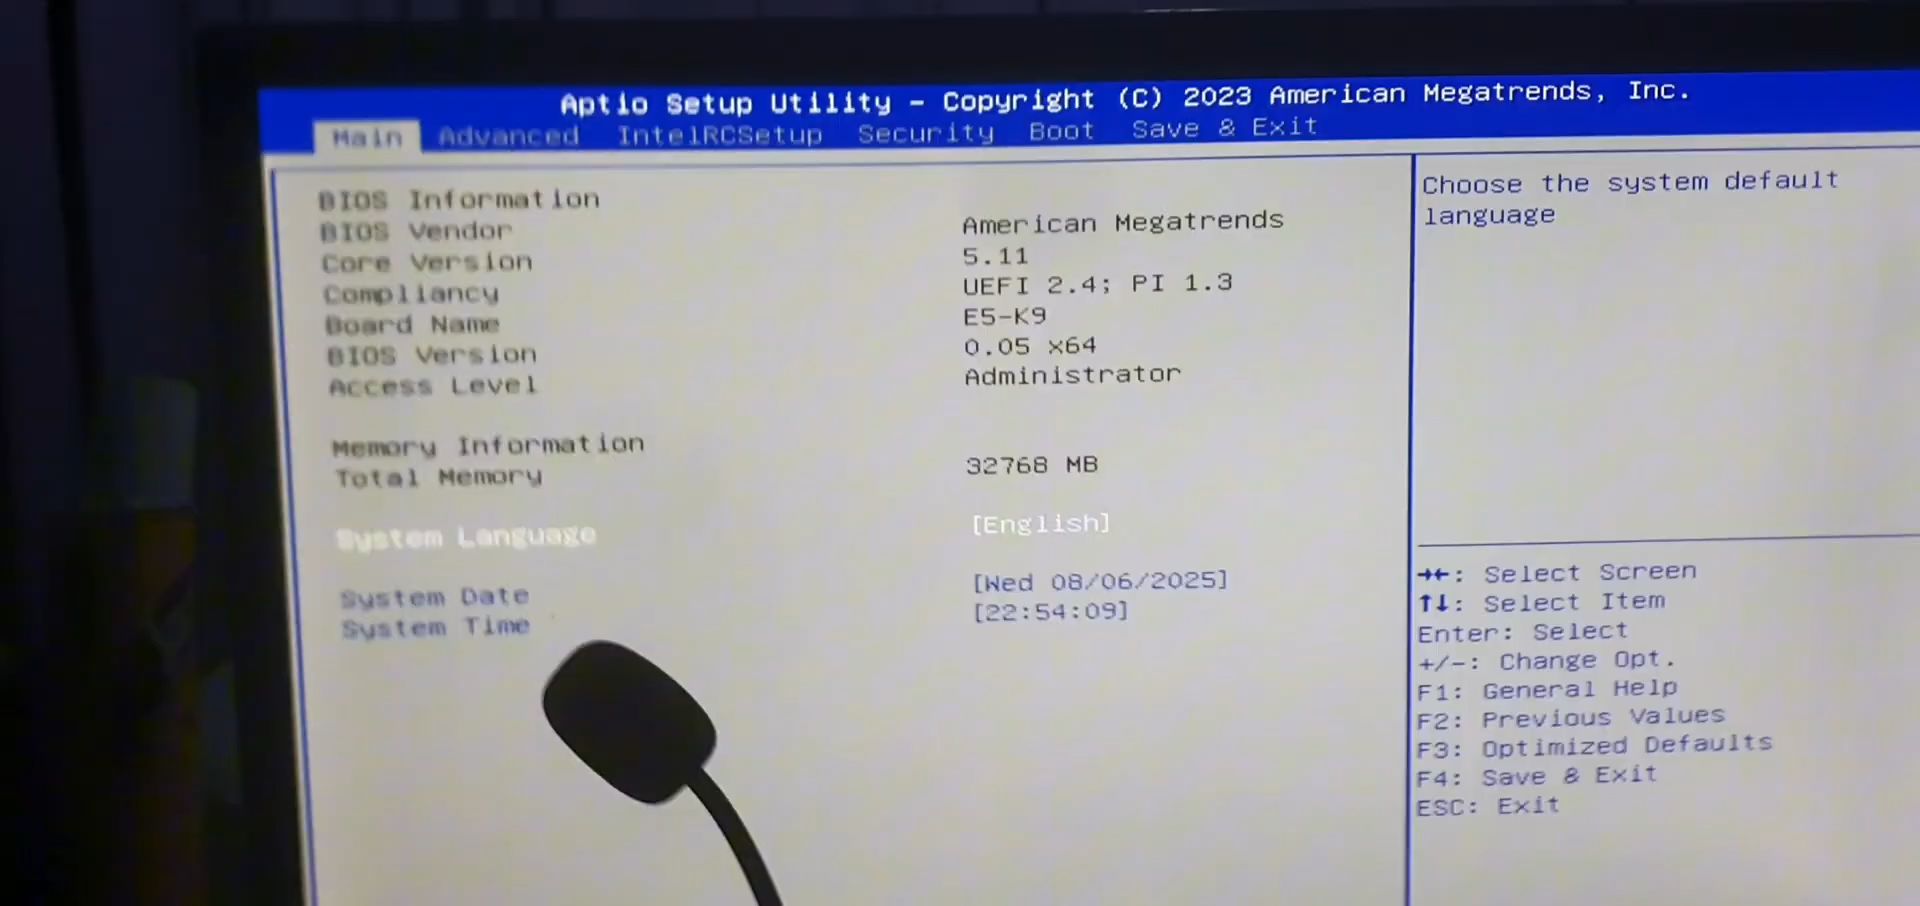 Aptio Setup Utility - Copyright (C) 2023 American Megatrends, Inc.
Main Advanced IntelRCSetup Security Boot Save & Exit
BIOS Information
BIOS Vendor American Megatrends
Core Version 5.11
Compliancy UEFI 2.4; PI 1.3
Board Name E5-K9
BIOS Version 0.05 x64
Access Level Administrator
Memory Information
Total Memory 32768 MB
System Language [English]
System Date [Wed 08/06/2025]
System Time [22:54:09]
Choose the system default
language
→←: Select Screen
↑↓: Select Item
Enter: Select
+/-: Change Opt.
F1: General Help
F2: Previous Values
F3: Optimized Defaults
F4: Save & Exit
ESC: Exit